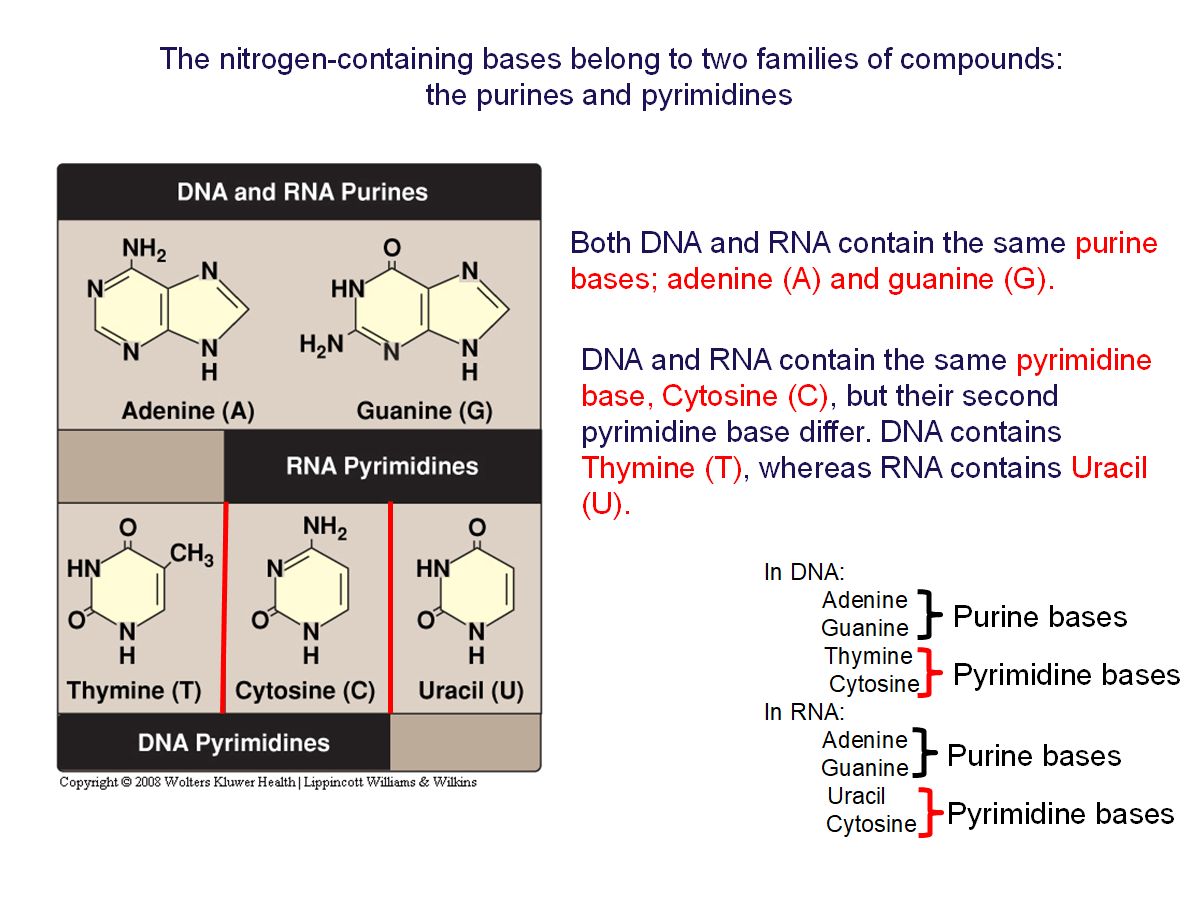 The nitrogen-containing bases belong to two families of compounds:
the purines and pyrimidines
DNA and RNA Purines
NH2
N
N
N
N
H
Adenine (A)
O
HN
N
H2N
N
N
H
Guanine (G)
RNA Pyrimidines
O
HN
CH3
O
N
H
Thymine (T)
NH2
N
O
N
H
Cytosine (C)
O
HN
O
N
H
Uracil (U)
DNA Pyrimidines
Copyright © 2008 Wolters Kluwer Health | Lippincott Williams & Wilkins
Both DNA and RNA contain the same purine
bases; adenine (A) and guanine (G).
DNA and RNA contain the same pyrimidine
base, Cytosine (C), but their second
pyrimidine base differ. DNA contains
Thymine (T), whereas RNA contains Uracil
(U).
In DNA:
Adenine
Guanine
Purine bases
Thymine
Cytosine
Pyrimidine bases
In RNA:
Adenine
Guanine
Purine bases
Uracil
Cytosine
Pyrimidine bases